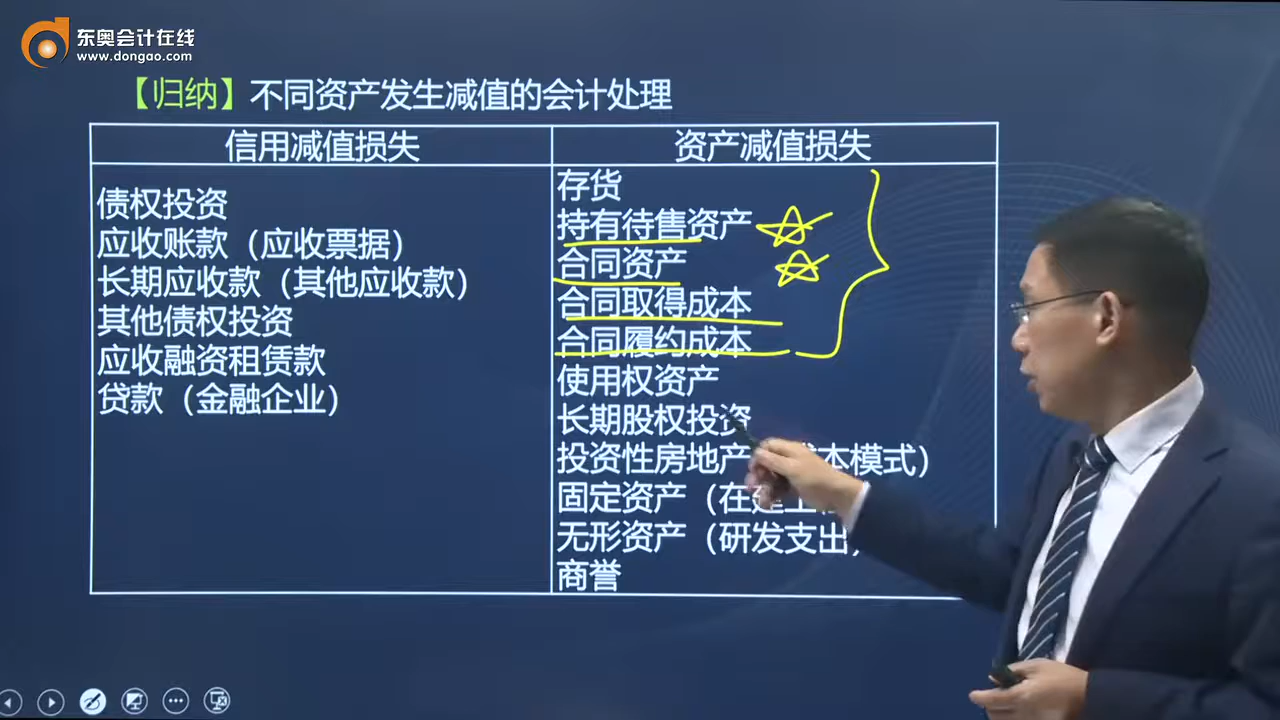 东奥会计在线
www.dongao.com
【归纳】不同资产发生减值的会计处理
信用减值损失
资产减值损失
债权投资
应收账款（应收票据）
长期应收款（其他应收款）
其他债权投资
应收融资租赁款
贷款（金融企业）
存货
持有待售资产
合同资产
合同取得成本
合同履约成本
使用权资产
长期股权投资
投资性房地产 本模式）
固定资产（在建
无形资产（研发支出）
商誉